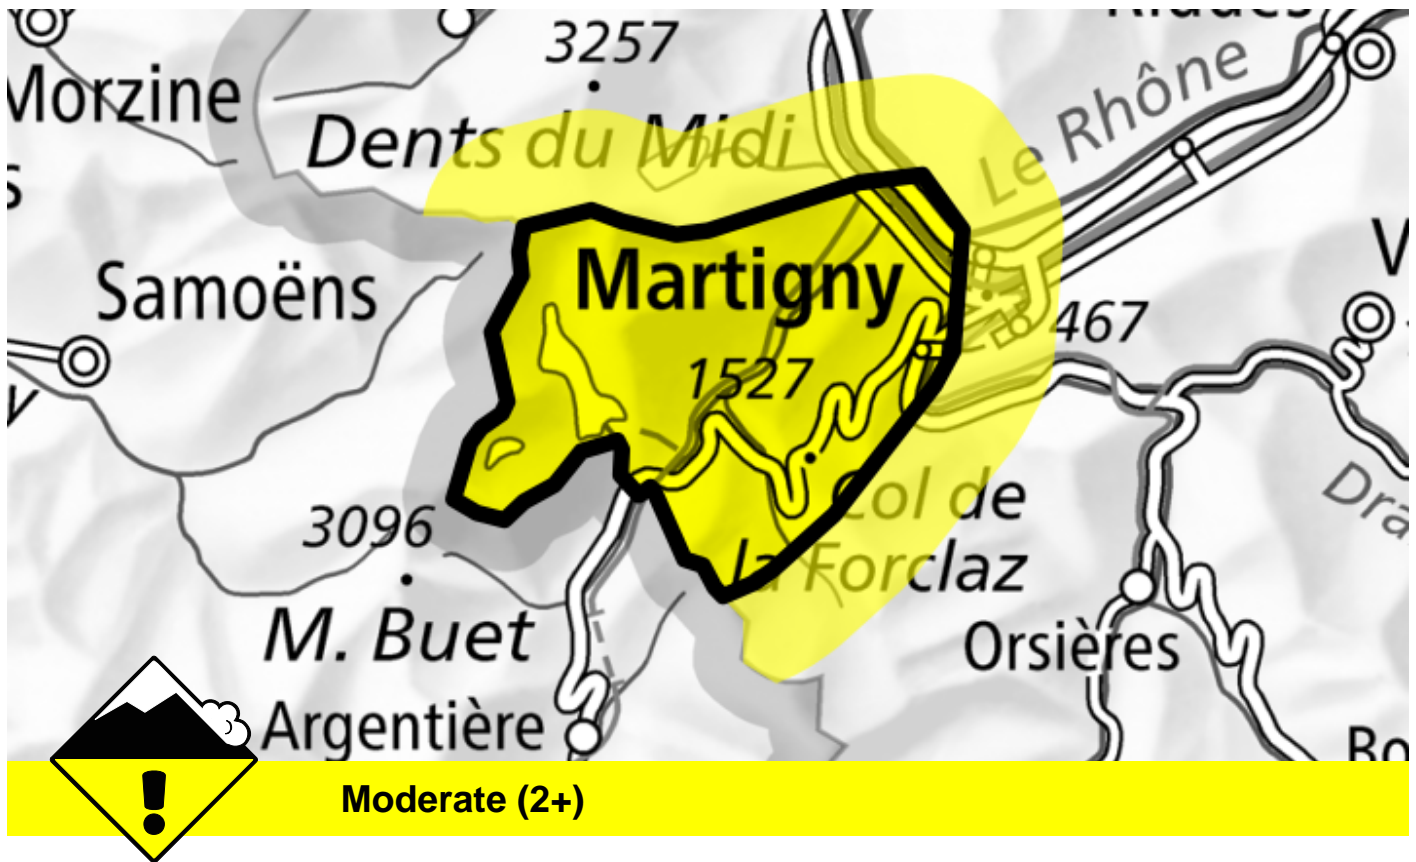 3257
Morzine
Dents du Midi
Le Rhône
Martigny
Samoëns
467
1527
Col de
la Forclaz
3096
M. Buet
Orsières
Argentière
Moderate (2+)